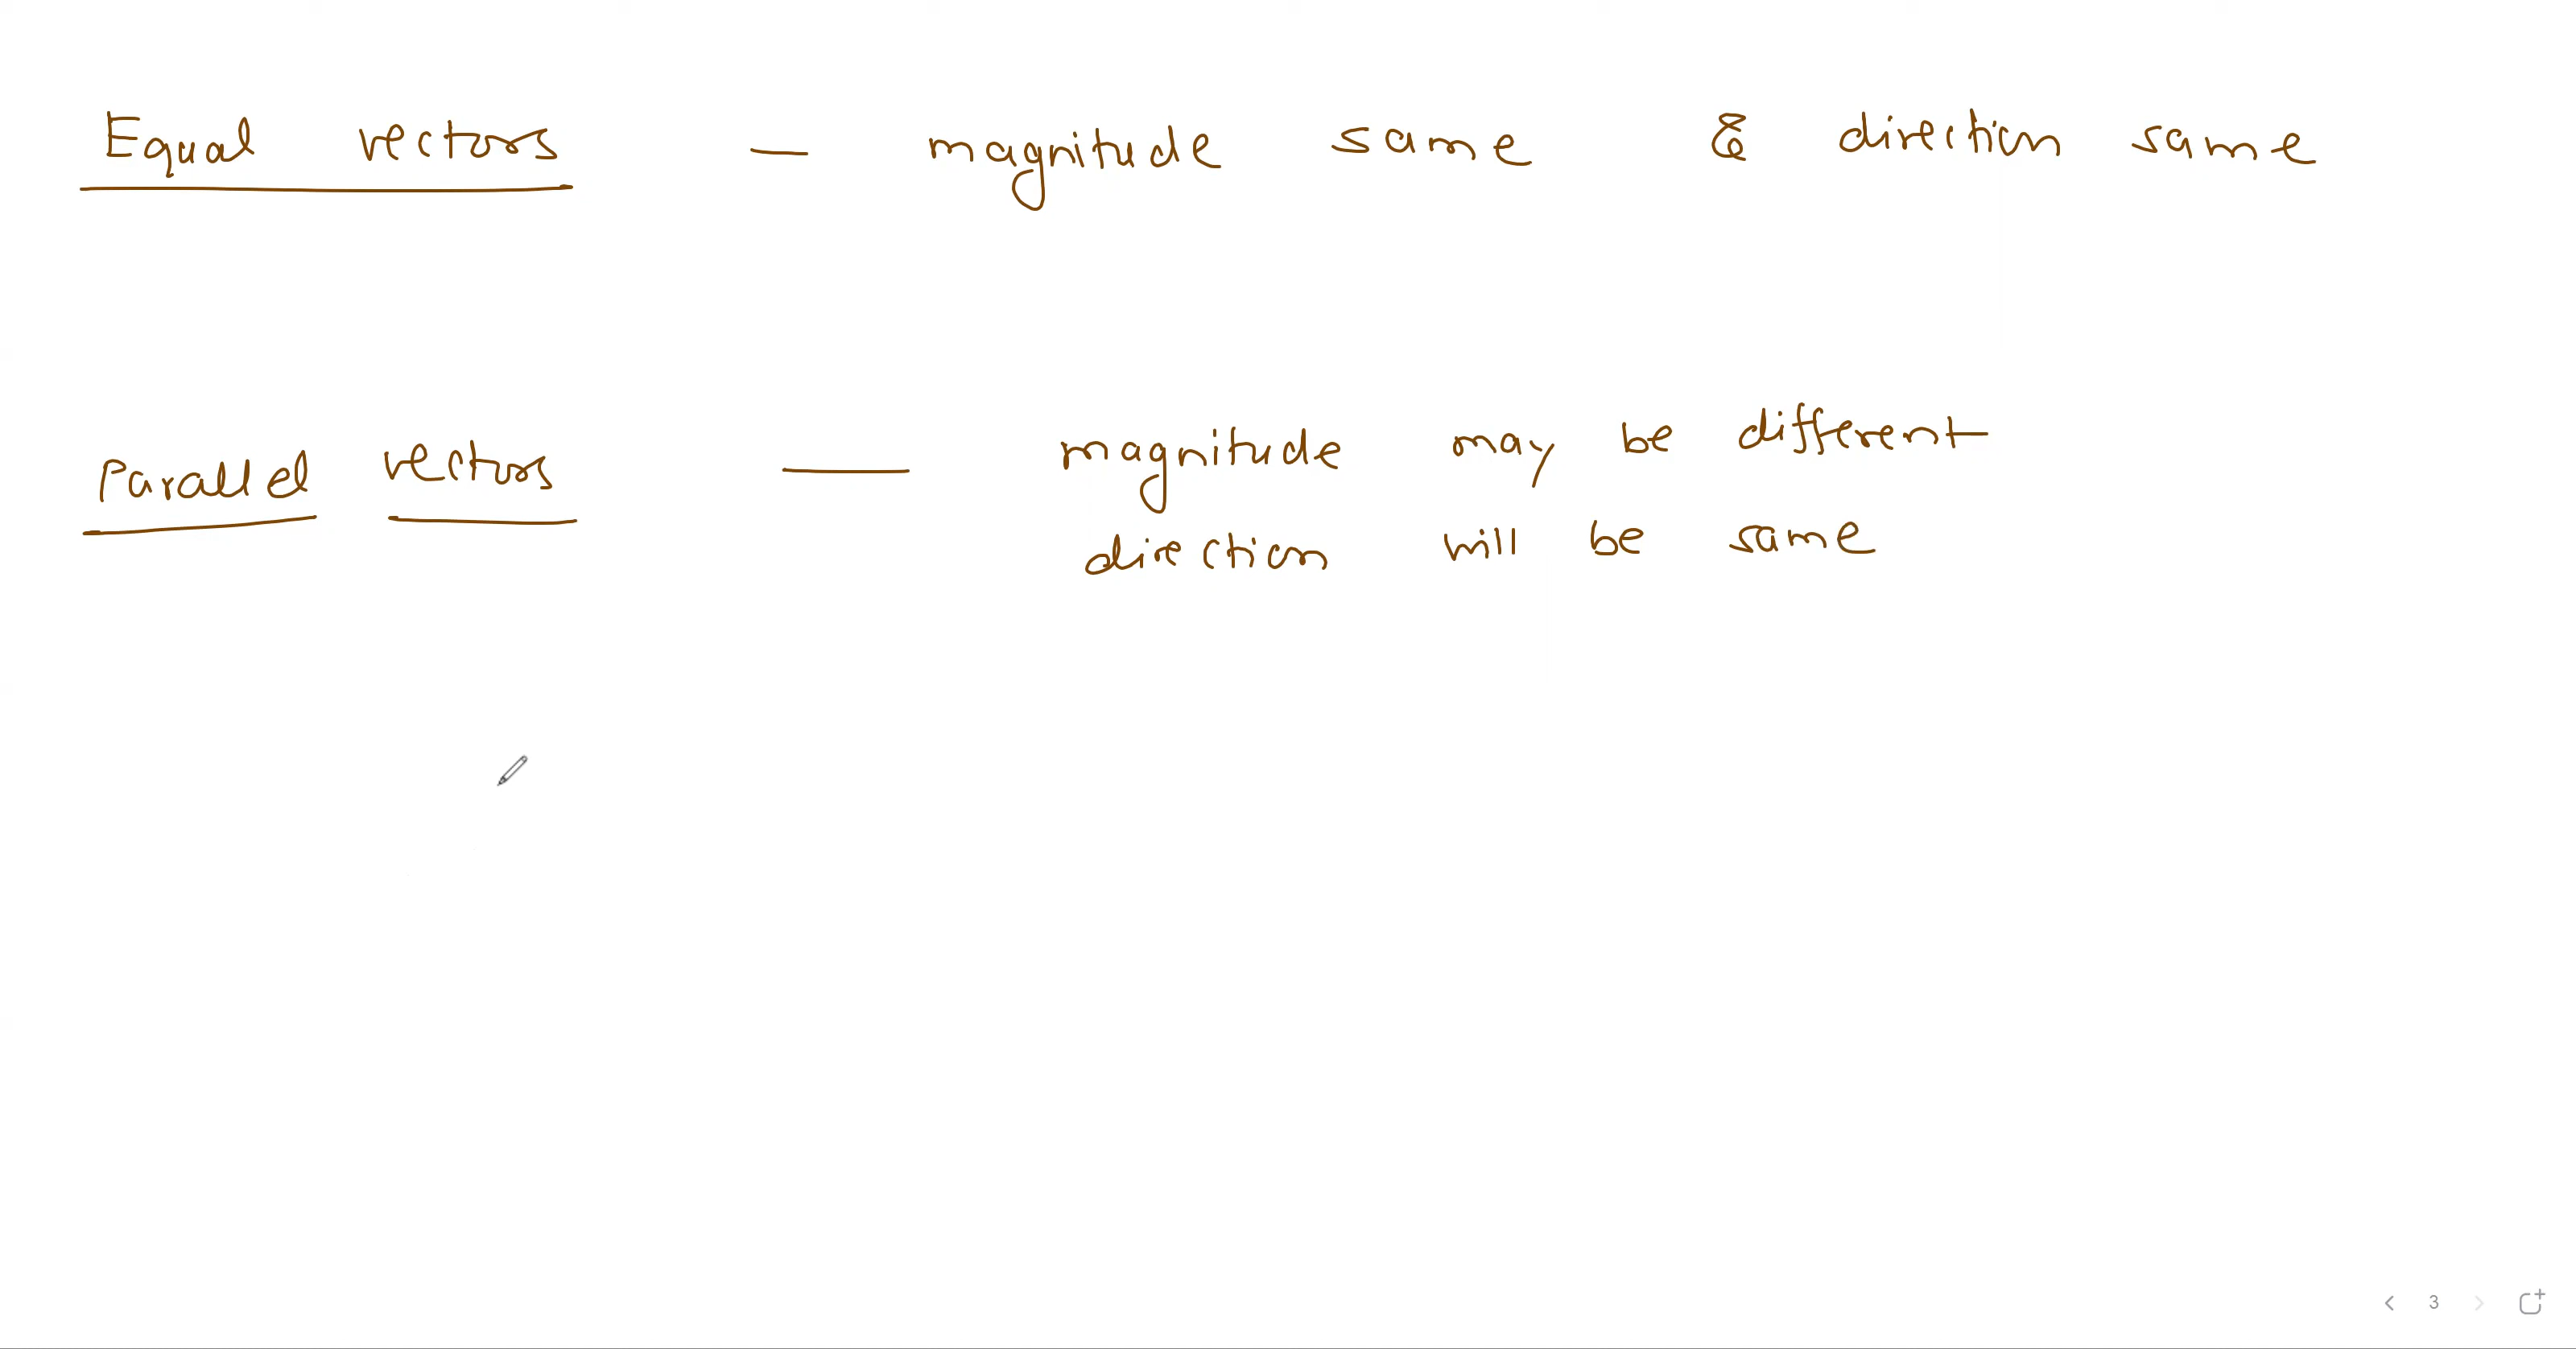 Equal vectors — magnitude same & direction same
Parallel vectors — magnitude may be different
direction will be same
3